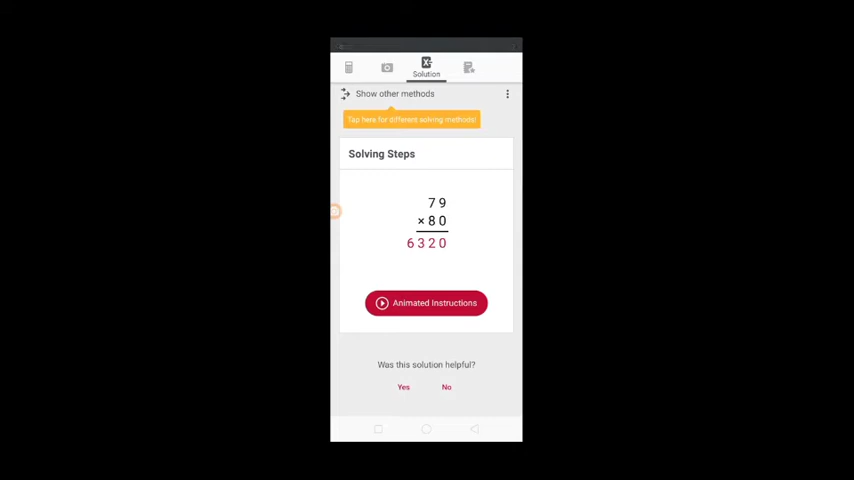 Solution
Show other methods
Tap here for different solving methods!
Solving Steps
79
×80
6320
Animated Instructions
Was this solution helpful?
Yes No